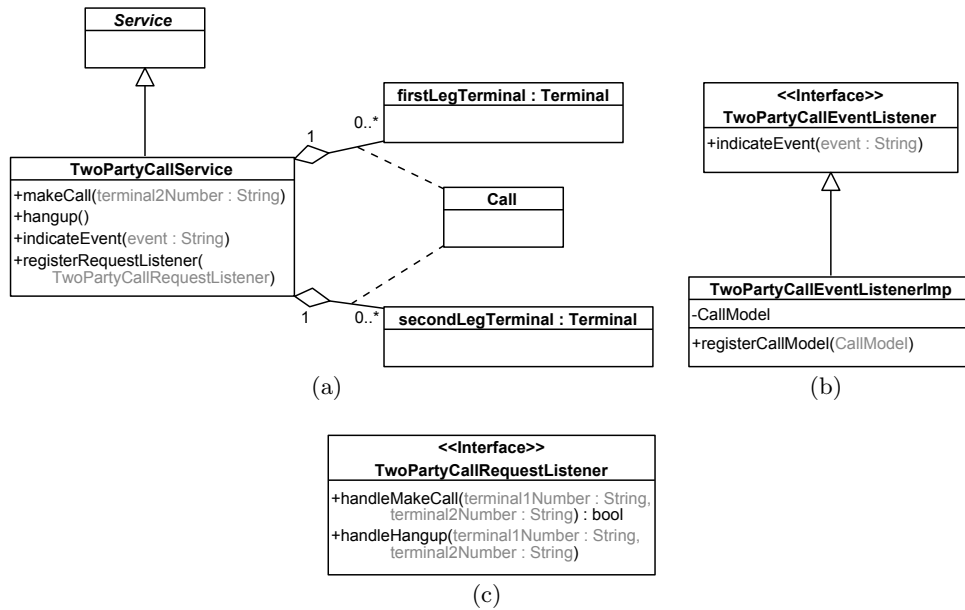 Service
firstLegTerminal : Terminal
1
0..*
TwoPartyCallService
+makeCall(terminal2Number : String)
+hangup()
+indicateEvent(event : String)
+registerRequestListener(
TwoPartyCallRequestListener)
Call
1
0..*
secondLegTerminal : Terminal
(a)
<<Interface>>
TwoPartyCallEventListener
+indicateEvent(event : String)
TwoPartyCallEventListenerImp
-CallModel
+registerCallModel(CallModel)
(b)
<<Interface>>
TwoPartyCallRequestListener
+handleMakeCall(terminal1Number : String,
terminal2Number : String) : bool
+handleHangup(terminal1Number : String,
terminal2Number : String)
(c)